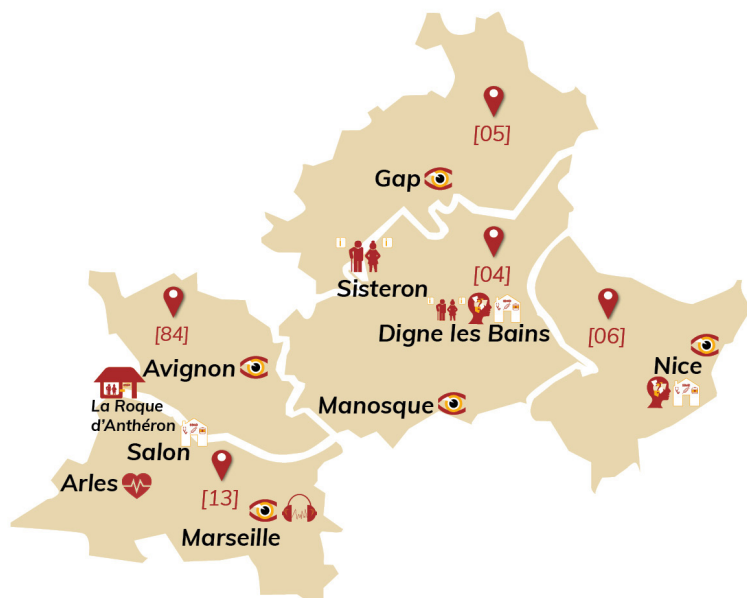 [05]
Gap
Sisteron
[04]
Digne les Bains
[06]
Nice
[84]
Avignon
Manosque
La Roque
d'Anthéron
Salon
Arles
[13]
Marseille